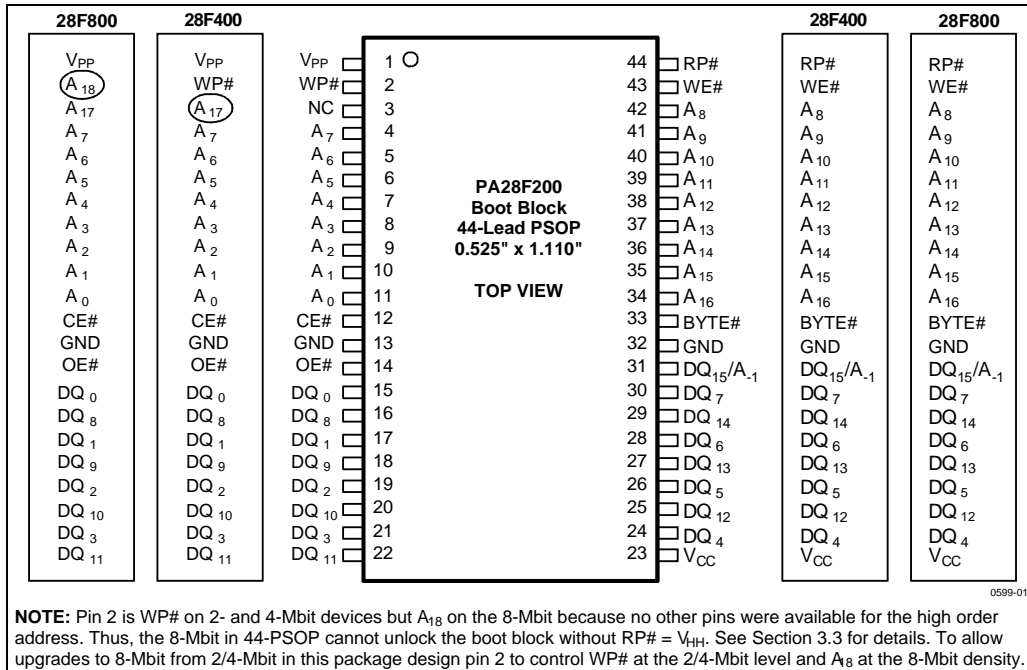 28F800 28F400 28F400 28F800
VPP VPP VPP 1 44 RP# RP# RP#
A18 WP# WP# 2 43 WE# WE# WE#
A17 A17 NC 3 42 A8 A8 A8
A7 A7 A7 4 41 A9 A9 A9
A6 A6 A6 5 40 A10 A10 A10
A5 A5 A5 6 39 A11 A11 A11
A4 A4 A4 7 38 A12 A12 A12
A3 A3 A3 8 37 A13 A13 A13
A2 A2 A2 9 36 A14 A14 A14
A1 A1 A1 10 35 A15 A15 A15
A0 A0 A0 11 34 A16 A16 A16
CE# CE# CE# 12 33 BYTE# BYTE# BYTE#
GND GND GND 13 32 GND GND GND
OE# OE# OE# 14 31 DQ15/A-1 DQ15/A-1 DQ15/A-1
DQ0 DQ0 DQ0 15 30 DQ7 DQ7 DQ7
DQ8 DQ8 DQ8 16 29 DQ14 DQ14 DQ14
DQ1 DQ1 DQ1 17 28 DQ6 DQ6 DQ6
DQ9 DQ9 DQ9 18 27 DQ13 DQ13 DQ13
DQ2 DQ2 DQ2 19 26 DQ5 DQ5 DQ5
DQ10 DQ10 DQ10 20 25 DQ12 DQ12 DQ12
DQ3 DQ3 DQ3 21 24 DQ4 DQ4 DQ4
DQ11 DQ11 DQ11 22 23 VCC VCC VCC
PA28F200
Boot Block
44-Lead PSOP
0.525" x 1.110"
TOP VIEW
0599-01
NOTE: Pin 2 is WP# on 2- and 4-Mbit devices but A18 on the 8-Mbit because no other pins were available for the high order
address. Thus, the 8-Mbit in 44-PSOP cannot unlock the boot block without RP# = VHH. See Section 3.3 for details. To allow
upgrades to 8-Mbit from 2/4-Mbit in this package design pin 2 to control WP# at the 2/4-Mbit level and A18 at the 8-Mbit density.